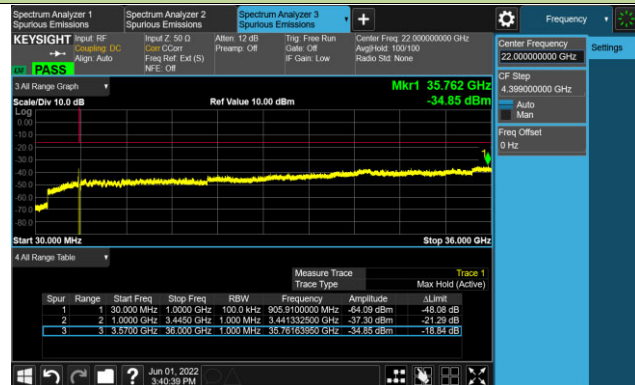 Spectrum Analyzer 1
Spurious Emissions
Spectrum Analyzer 2
Spurious Emissions
Spectrum Analyzer 3
Spurious Emissions
Frequency
KEYSIGHT
Input: RF
Coupling: DC
Align: Auto
Input Z: 50 Ω
Corr CCorr
Freq Ref: Ext (S)
NFE: Off
Atten: 12 dB
Preamp: Off
Trig: Free Run
Gate: Off
IF Gain: Low
Center Freq: 22.000000000 GHz
Avg|Hold: 100/100
Radio Std: None
PASS
Center Frequency
22.000000000 GHz
Settings
CF Step
4.399000000 GHz
Auto
Man
Freq Offset
0 Hz
3 All Range Graph
Mkr1 35.762 GHz
Scale/Div 10.0 dB
Ref Value 10.00 dBm
-34.85 dBm
Log
0.00
-10.0
-20.0
-30.0
-40.0
-50.0
-60.0
-70.0
-80.0
1
Start 30.000 MHz
Stop 36.000 GHz
4 All Range Table
Measure Trace Trace 1
Trace Type Max Hold (Active)
Spur Range Start Freq Stop Freq RBW Frequency Amplitude ΔLimit
1 1 30.000 MHz 1.0000 GHz 100.0 kHz 905.9100000 MHz -64.09 dBm -48.08 dB
2 2 1.0000 GHz 3.4450 GHz 1.000 MHz 3.441332500 GHz -37.30 dBm -21.29 dB
3 3 3.5700 GHz 36.000 GHz 1.000 MHz 35.76163950 GHz -34.85 dBm -18.84 dB
Jun 01, 2022
3:40:39 PM